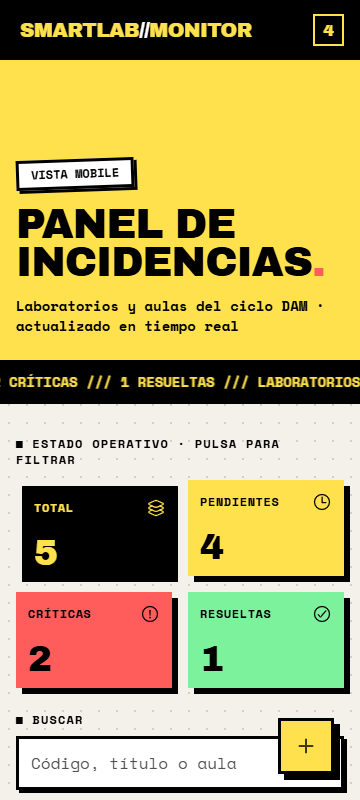 SMARTLAB//MONITOR
4
VISTA MOBILE
PANEL DE
INCIDENCIAS.
Laboratorios y aulas del ciclo DAM ·
actualizado en tiempo real
CRÍTICAS /// 1 RESUELTAS /// LABORATORIOS
■ ESTADO OPERATIVO · PULSA PARA
FILTRAR
TOTAL
5
PENDIENTES
4
CRÍTICAS
2
RESUELTAS
1
■ BUSCAR
Código, título o aula
+